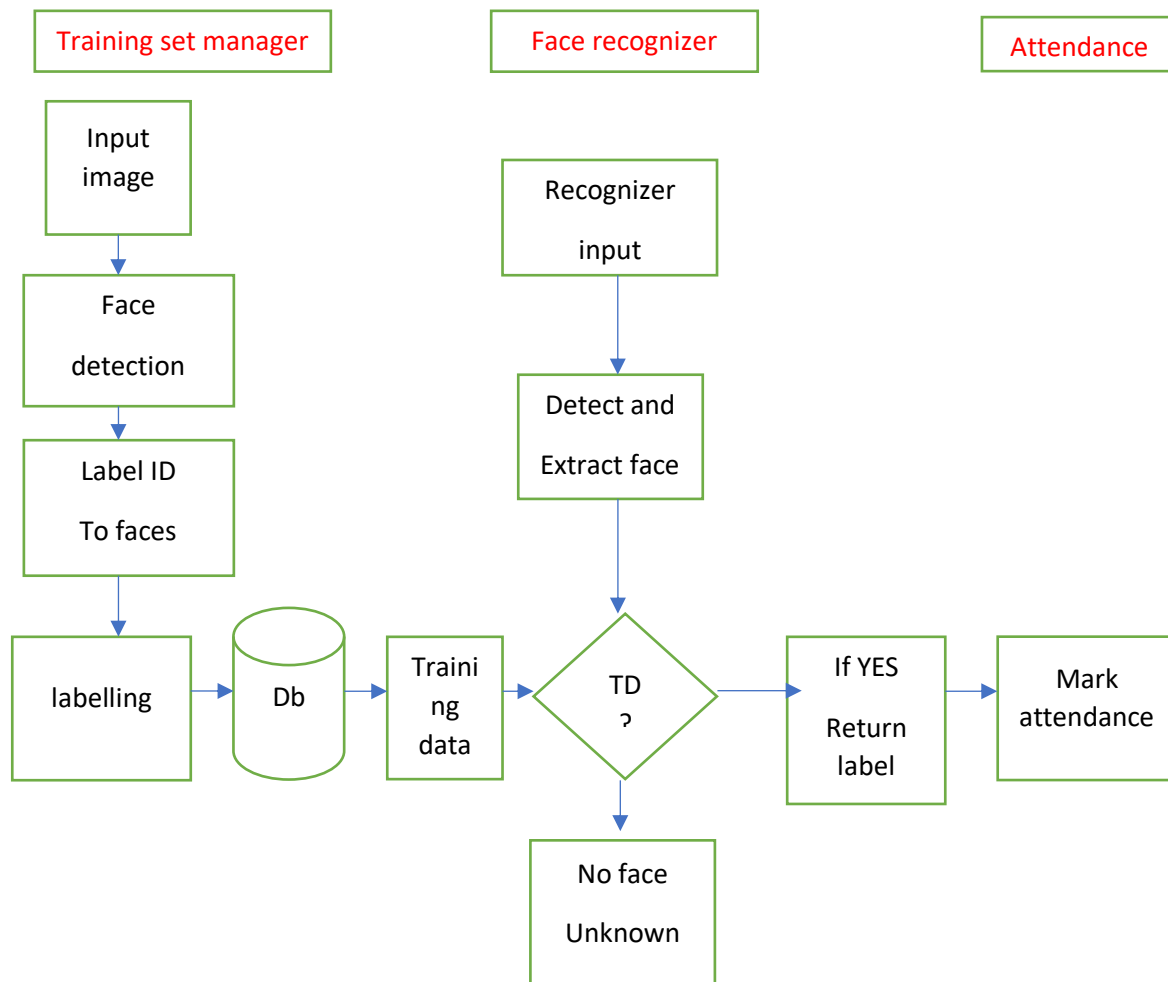 Training set manager
Face recognizer
Attendance
Input
image
Recognizer
input
Face
detection
Detect and
Extract face
Label ID
To faces
labelling
Db
Traini
ng
data
TD
?
If YES
Return
label
Mark
attendance
No face
Unknown